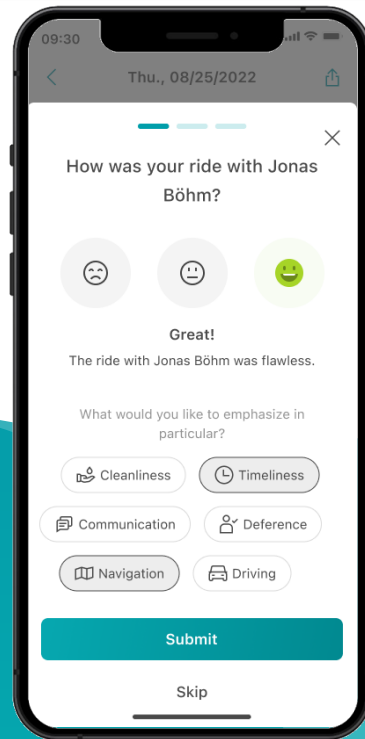 09:30
Thu., 08/25/2022
How was your ride with Jonas
Böhm?
Great!
The ride with Jonas Böhm was flawless.
What would you like to emphasize in
particular?
Cleanliness
Timeliness
Communication
Deference
Navigation
Driving
Submit
Skip